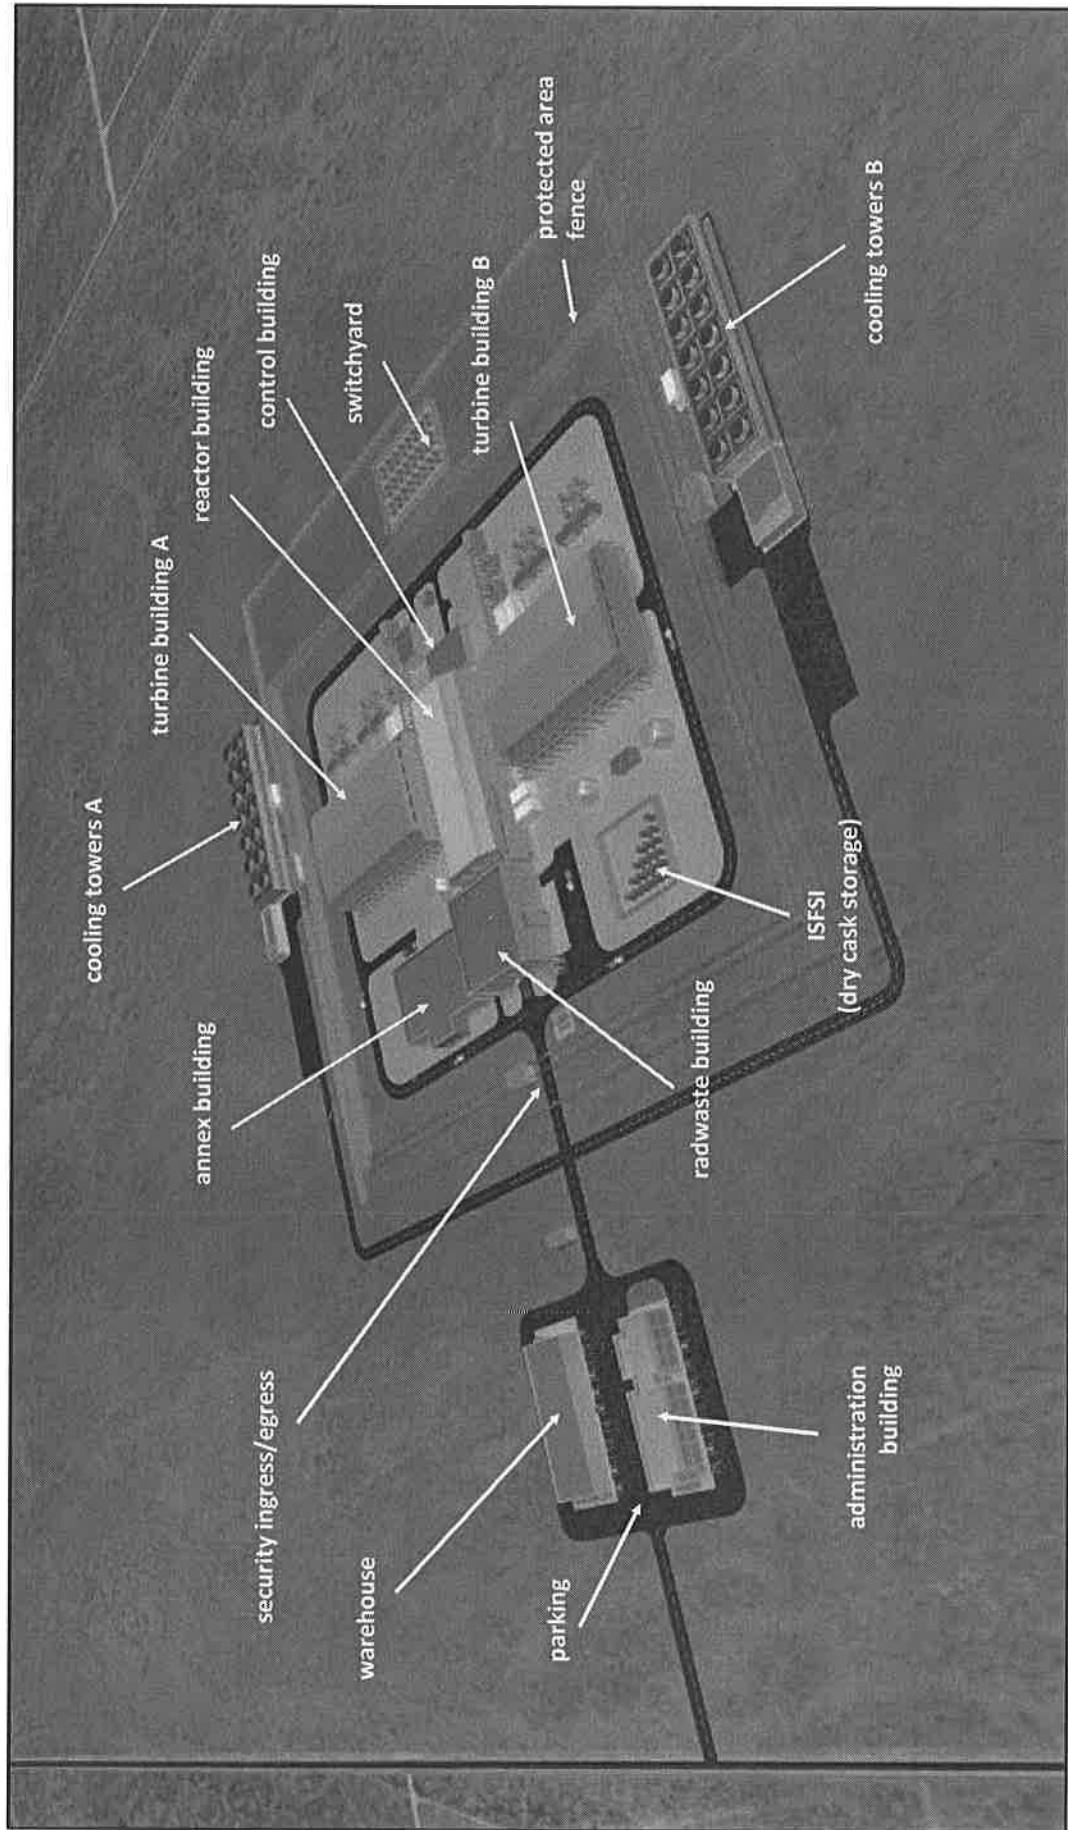 cooling towers A
turbine building A
reactor building
control building
switchyard
turbine building B
protected area
fence
cooling towers B
annex building
security ingress/egress
warehouse
parking
administration
building
radwaste building
ISFSI
(dry cask storage)